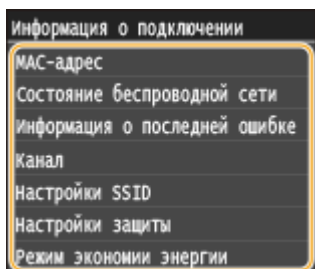 Информация о подключении
MAC-адрес
Состояние беспроводной сети
Информация о последней ошибке
Канал
Настройки SSID
Настройки защиты
Режим экономии энергии